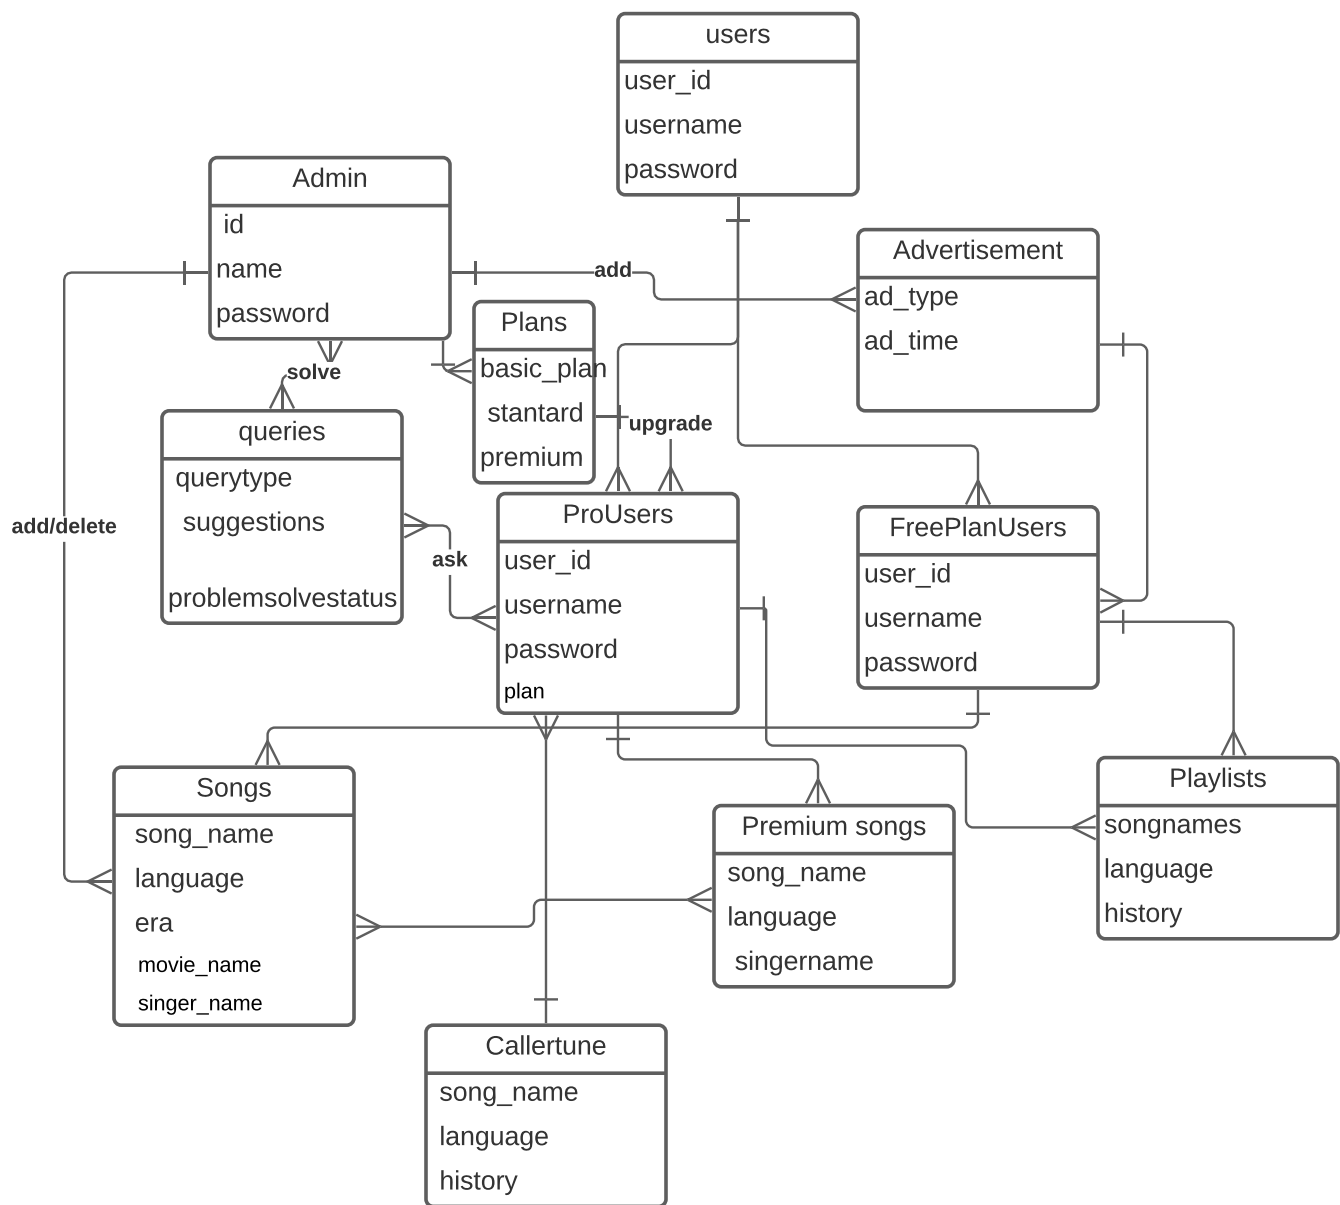 users
user_id
username
password
Admin
id
name
password
Advertisement
ad_type
ad_time
add
Plans
basic_plan
stantard
premium
solve
upgrade
queries
querytype
suggestions
problemsolvestatus
add/delete
ask
ProUsers
user_id
username
password
plan
FreePlanUsers
user_id
username
password
Songs
song_name
language
era
movie_name
singer_name
Premium songs
song_name
language
singername
Playlists
songnames
language
history
Callertune
song_name
language
history